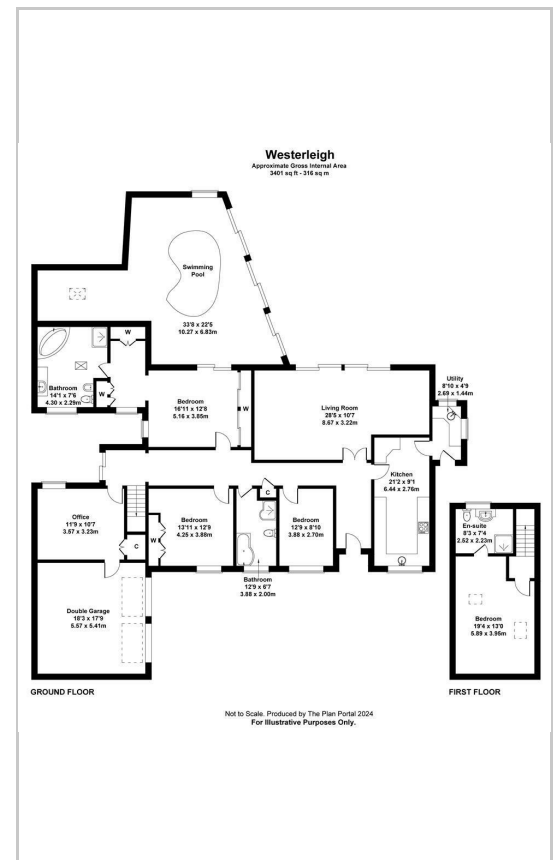 Westerleigh
Approximate Gross Internal Area
3401 sq ft - 316 sq m
Swimming
Pool
33'8 x 22'5
10.27 x 6.83m
W
Bathroom
14'1 x 7'6
4.30 x 2.29m
W
Bedroom
16'11 x 12'8
5.16 x 3.85m
W
Living Room
28'5 x 10'7
8.67 x 3.22m
Utility
8'10 x 4'9
2.69 x 1.44m
Kitchen
21'2 x 9'1
6.44 x 2.76m
Office
11'9 x 10'7
3.57 x 3.23m
C
Bedroom
13'11 x 12'9
4.25 x 3.88m
W
C
Bedroom
12'9 x 8'10
3.88 x 2.70m
Bathroom
12'9 x 6'7
3.88 x 2.00m
Double Garage
18'3 x 17'9
5.57 x 5.41m
En-suite
8'3 x 7'4
2.52 x 2.23m
Bedroom
19'4 x 13'0
5.89 x 3.95m
GROUND FLOOR
FIRST FLOOR
Not to Scale. Produced by The Plan Portal 2024
For Illustrative Purposes Only.